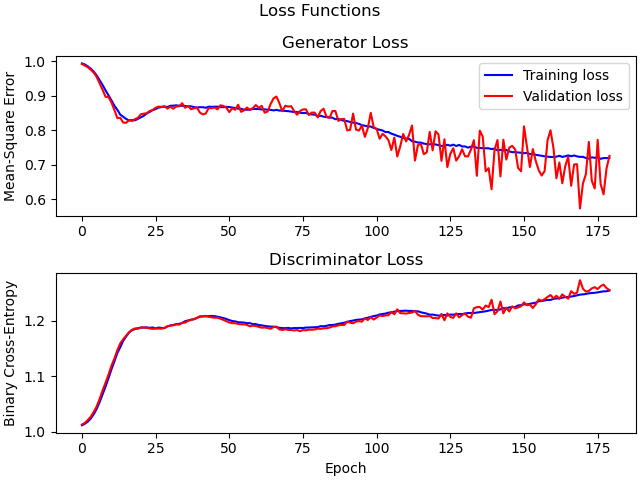 Loss Functions
Generator Loss
Mean-Square Error
1.0
0.9
0.8
0.7
0.6
Training loss
Validation loss
0 25 50 75 100 125 150 175
Discriminator Loss
Binary Cross-Entropy
1.2
1.1
1.0
0 25 50 75 100 125 150 175
Epoch